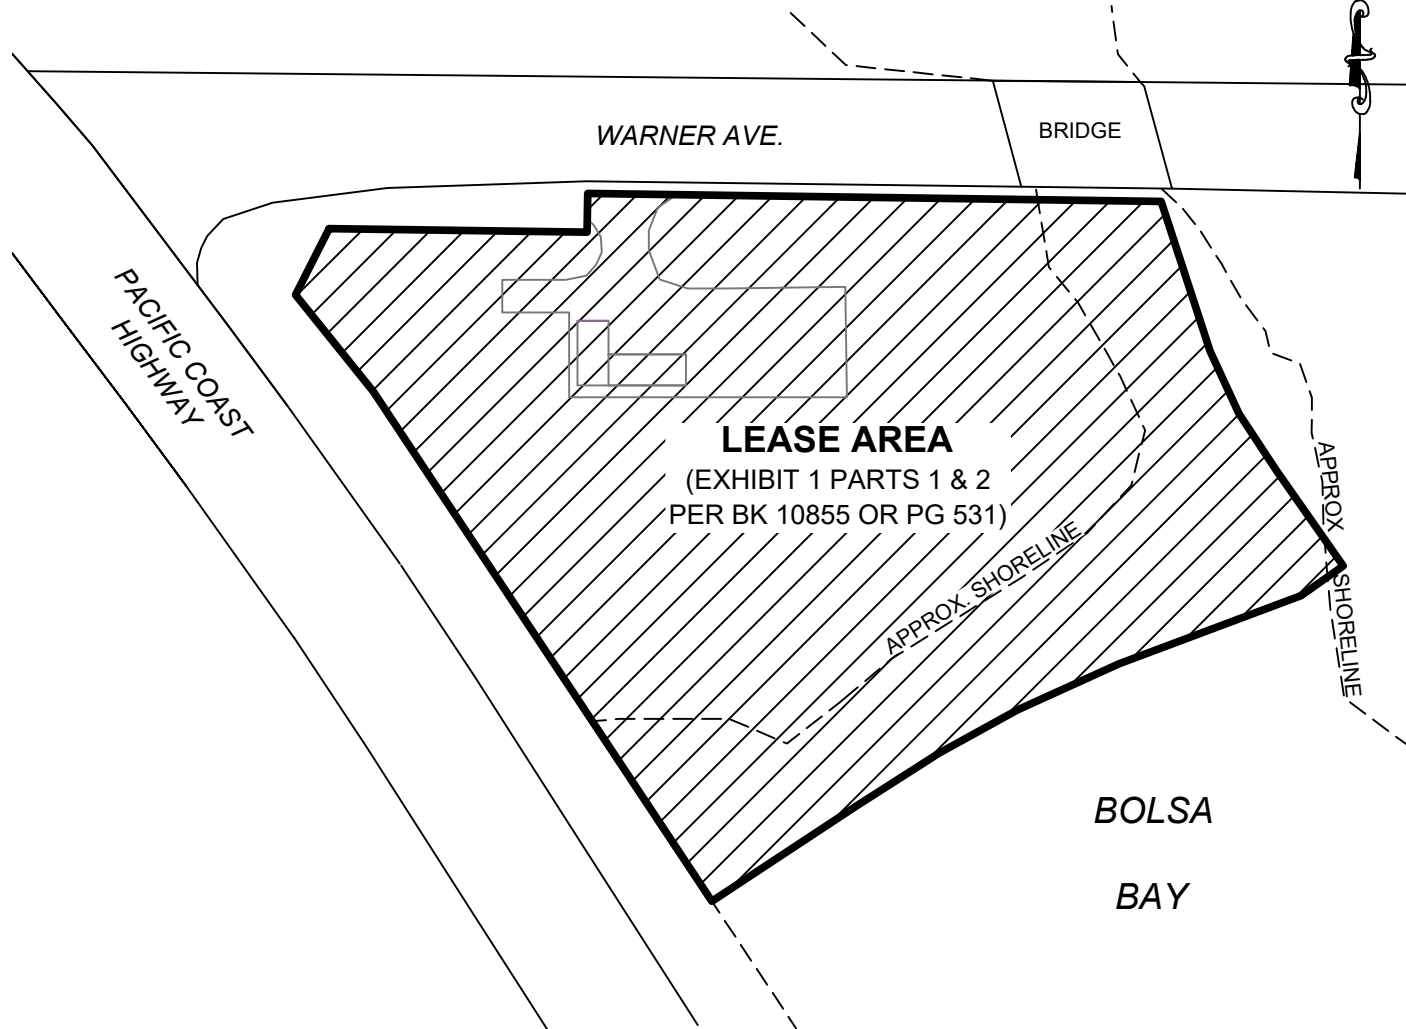 WARNER AVE.
BRIDGE
PACIFIC COAST
HIGHWAY
LEASE AREA
(EXHIBIT 1 PARTS 1 & 2
PER BK 10855 OR PG 531)
APPROX. SHORELINE
APPROX SHORELINE
BOLSA
BAY